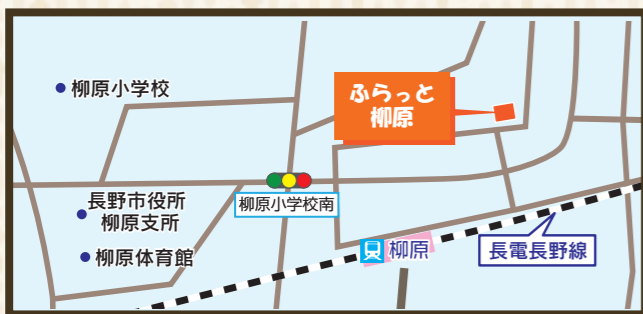 柳原小学校
ふらっと
柳原
長野市役所
柳原支所
柳原小学校南
柳原体育館
柳原
長電長野線